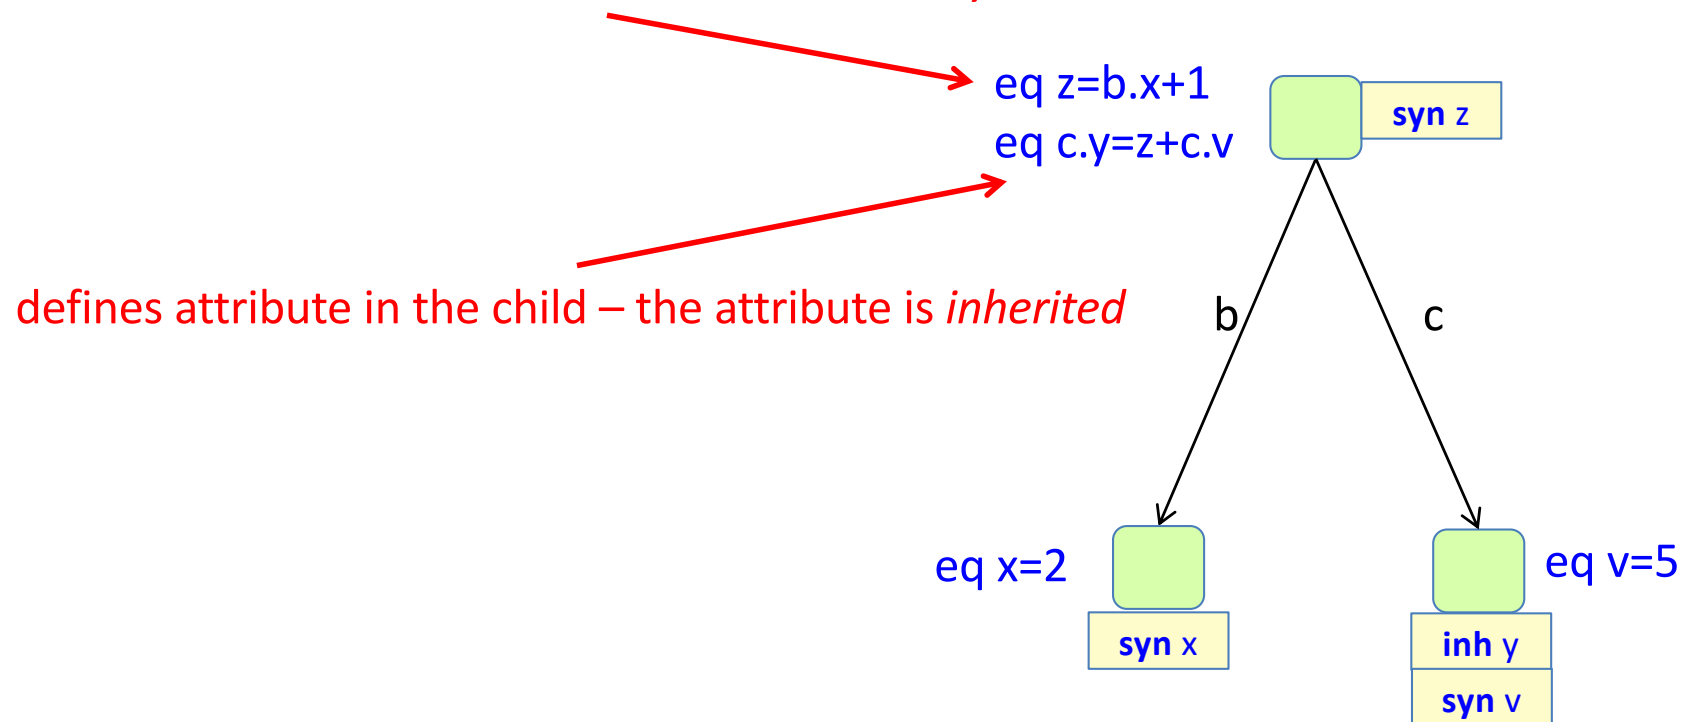 eq z=b.x+1
syn z
eq c.y=z+c.v
defines attribute in the child – the attribute is inherited
b
c
eq x=2
eq v=5
syn x
inh y
syn v